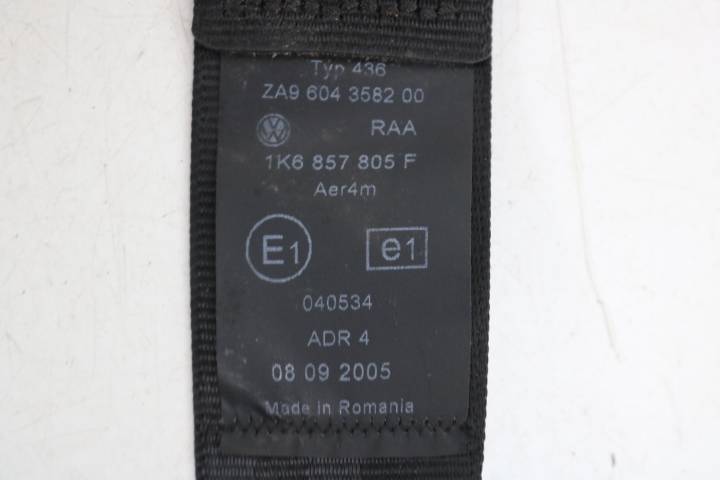 Typ 436
ZA9 604 3582 00
RAA
1K6 857 805 F
Aer4m
E1 e1
040534
ADR 4
08 09 2005
Made in Romania